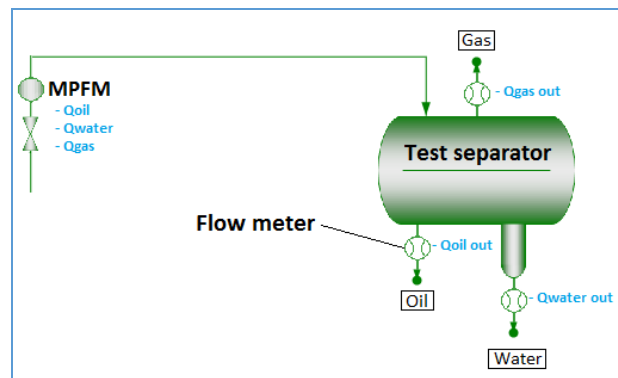 Gas
MPFM
- Qoil
- Qwater
- Qgas
- Qgas out
Test separator
Flow meter
- Qoil out
Oil
- Qwater out
Water